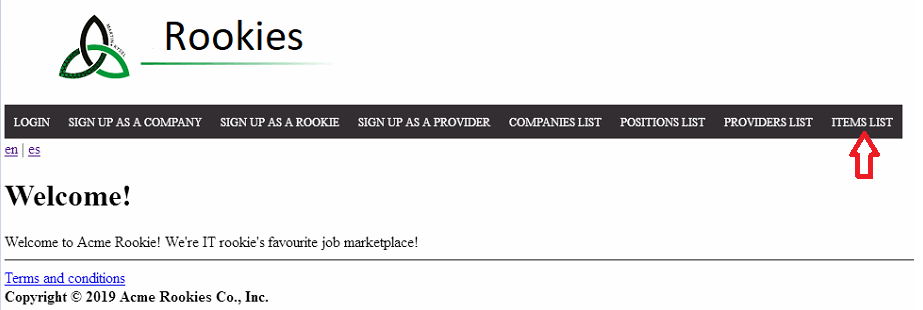 Rookies
LOGIN SIGN UP AS A COMPANY SIGN UP AS A ROOKIE SIGN UP AS A PROVIDER COMPANIES LIST POSITIONS LIST PROVIDERS LIST ITEMS LIST
en | es
Welcome!
Welcome to Acme Rookie! We're IT rookie's favourite job marketplace!
Terms and conditions
Copyright © 2019 Acme Rookies Co., Inc.